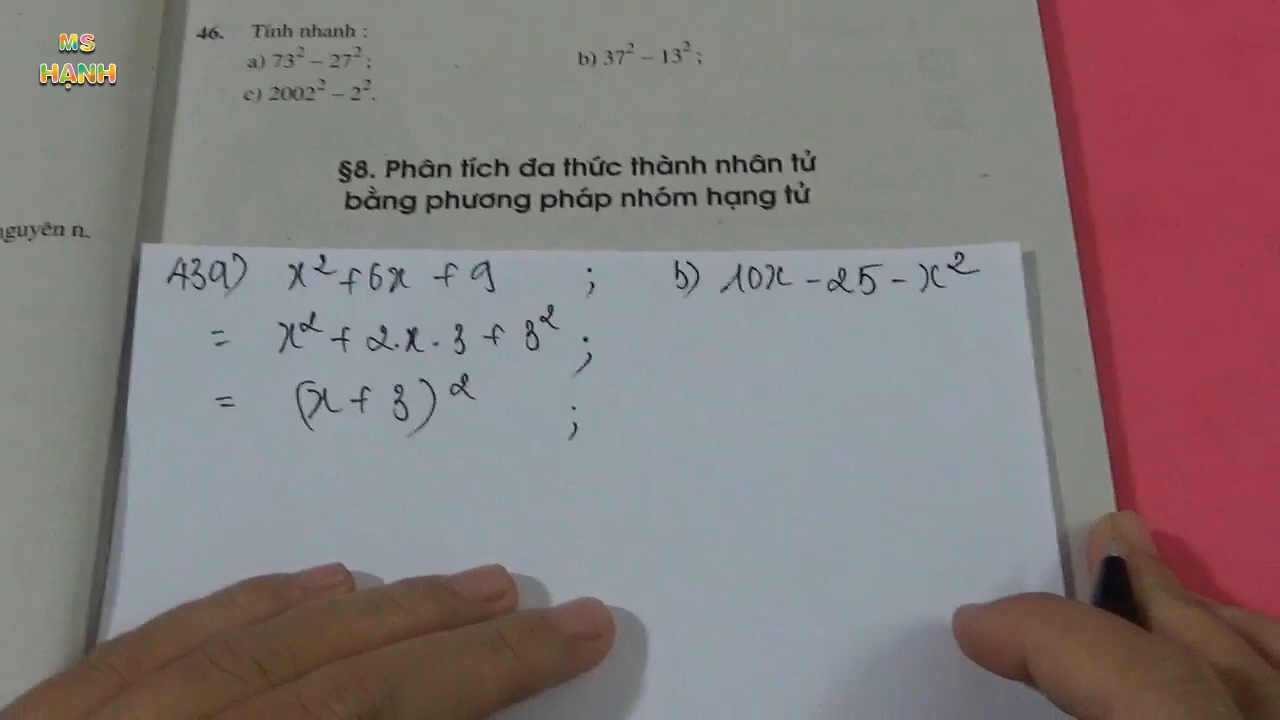 MS
HẠNH
46. Tính nhanh :
a) 73² – 27² ; b) 37² – 13² ;
c) 2002² – 2².
§8. Phân tích đa thức thành nhân tử
bằng phương pháp nhóm hạng tử
nguyên n.
43a) x² + 6x + 9 ; b) 10x - 25 - x²
= x² + 2.x.3 + 3² ;
= (x + 3)² ;